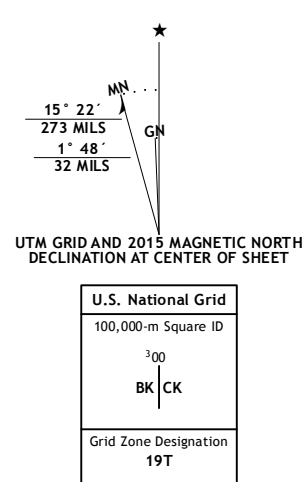 ★
MN
GN
15° 22´
273 MILS
1° 48´
32 MILS
UTM GRID AND 2015 MAGNETIC NORTH
DECLINATION AT CENTER OF SHEET
U.S. National Grid
100,000-m Square ID
³00
BK CK
Grid Zone Designation
19T